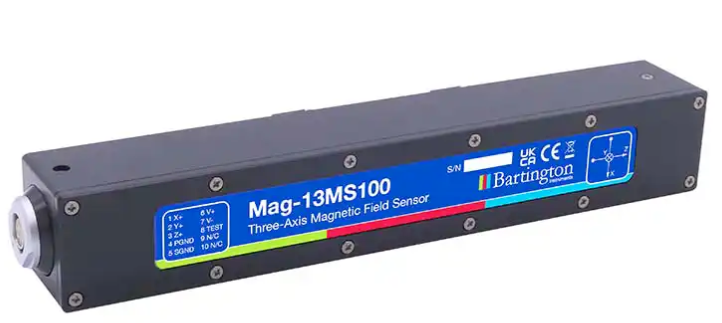 Mag-13MS100
Three-Axis Magnetic Field Sensor
1 X+ 6 V+
2 Y+ 7 V-
3 Z+ 8 TEST
4 PGND 9 N/C
5 SGND 10 N/C
S/N
UK
CA CE
Bartington
Instruments
Y Z
+X